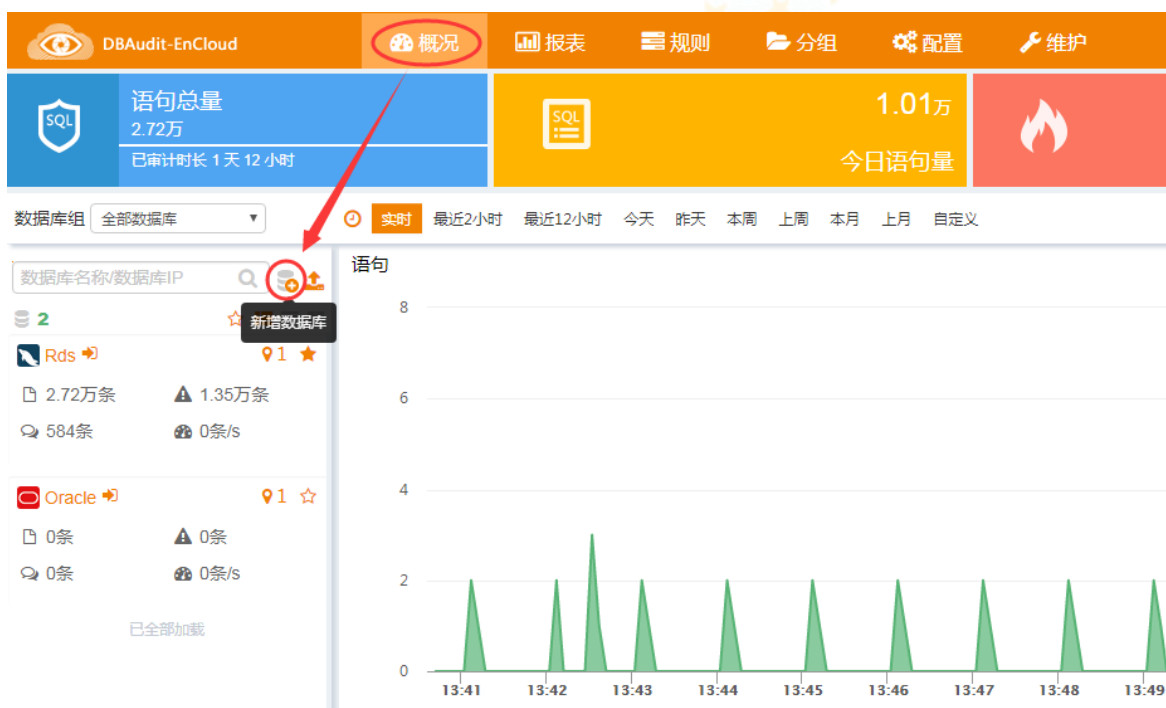 DBAudit-EnCloud 概况 报表 规则 分组 配置 维护
SQL
语句总量
2.72万
已审计时长 1 天 12 小时
SQL
1.01万
今日语句量
数据库组 全部数据库 实时 最近2小时 最近12小时 今天 昨天 本周 上周 本月 上月 自定义
数据库名称/数据库IP
新增数据库
2
Rds 1
2.72万条 1.35万条
584条 0条/s
Oracle 1
0条 0条
0条 0条/s
已全部加载
语句
8
6
4
2
0
13:41 13:42 13:43 13:44 13:45 13:46 13:47 13:48 13:49